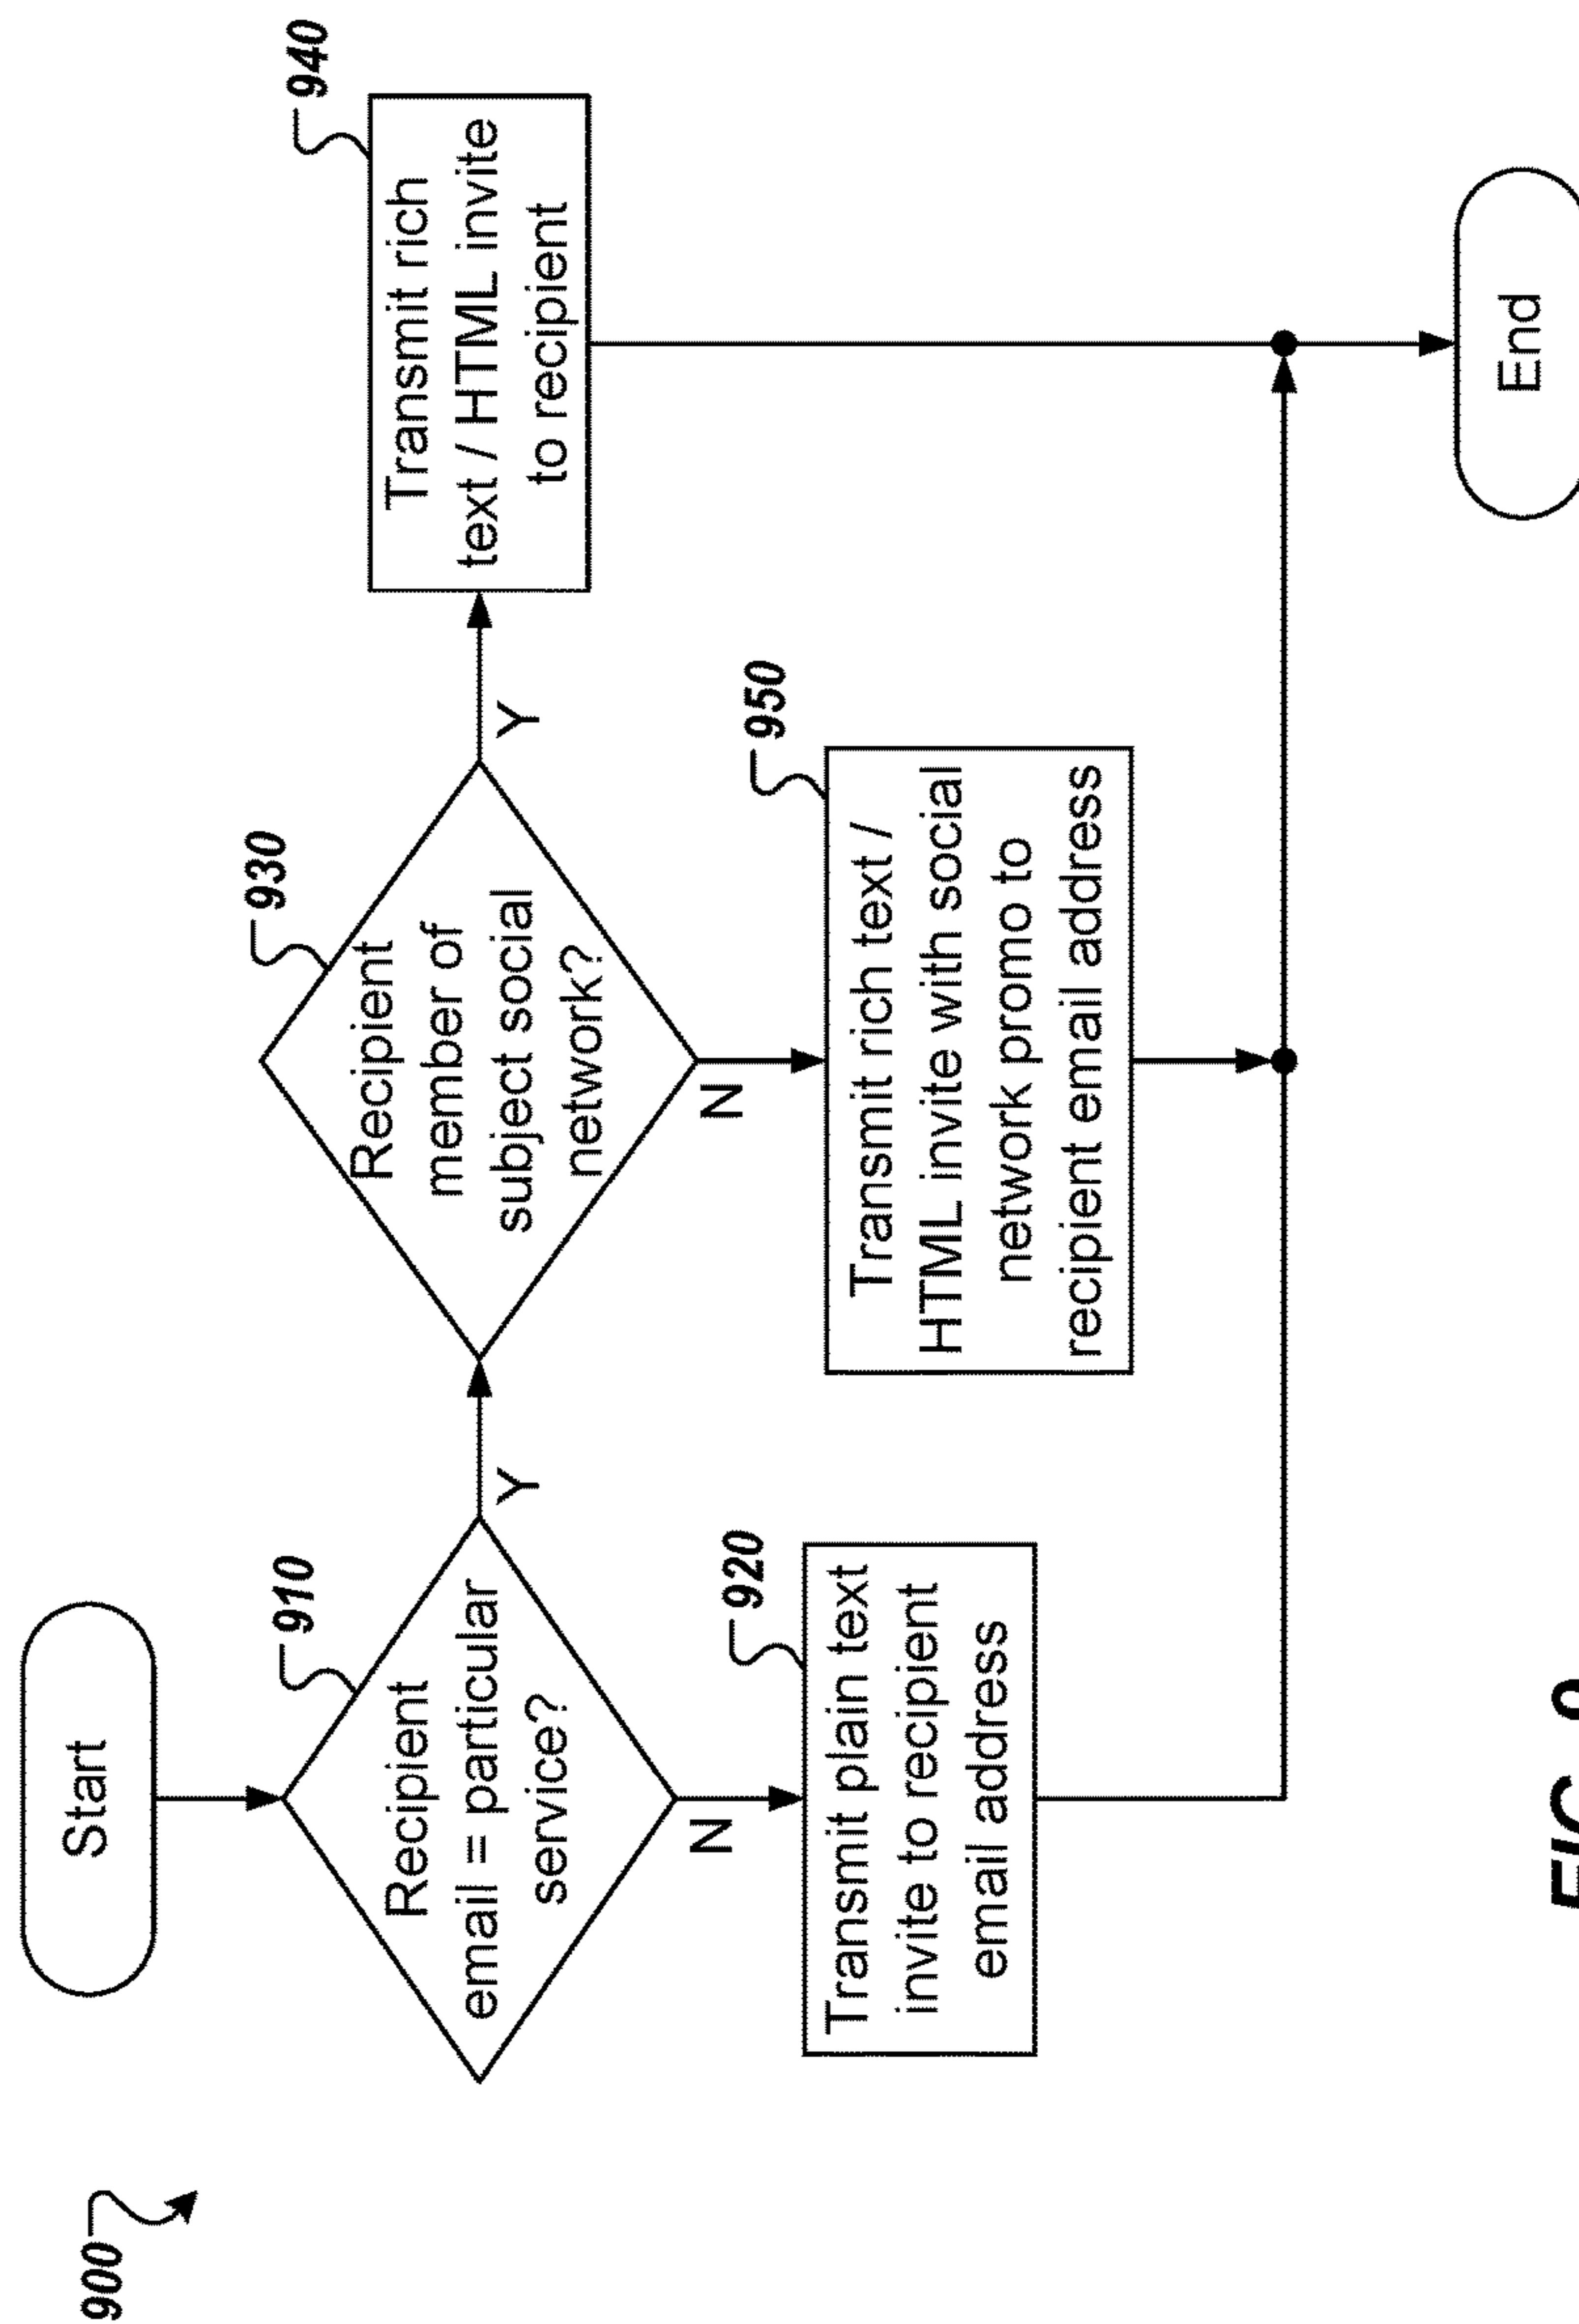 900
Start
910
Recipient
email = particular
service?
Y
N
920
Transmit plain text
invite to recipient
email address
930
Recipient
member of
subject social
network?
Y
N
940
Transmit rich
text / HTML invite
to recipient
950
Transmit rich text /
HTML invite with social
network promo to
recipient email address
End